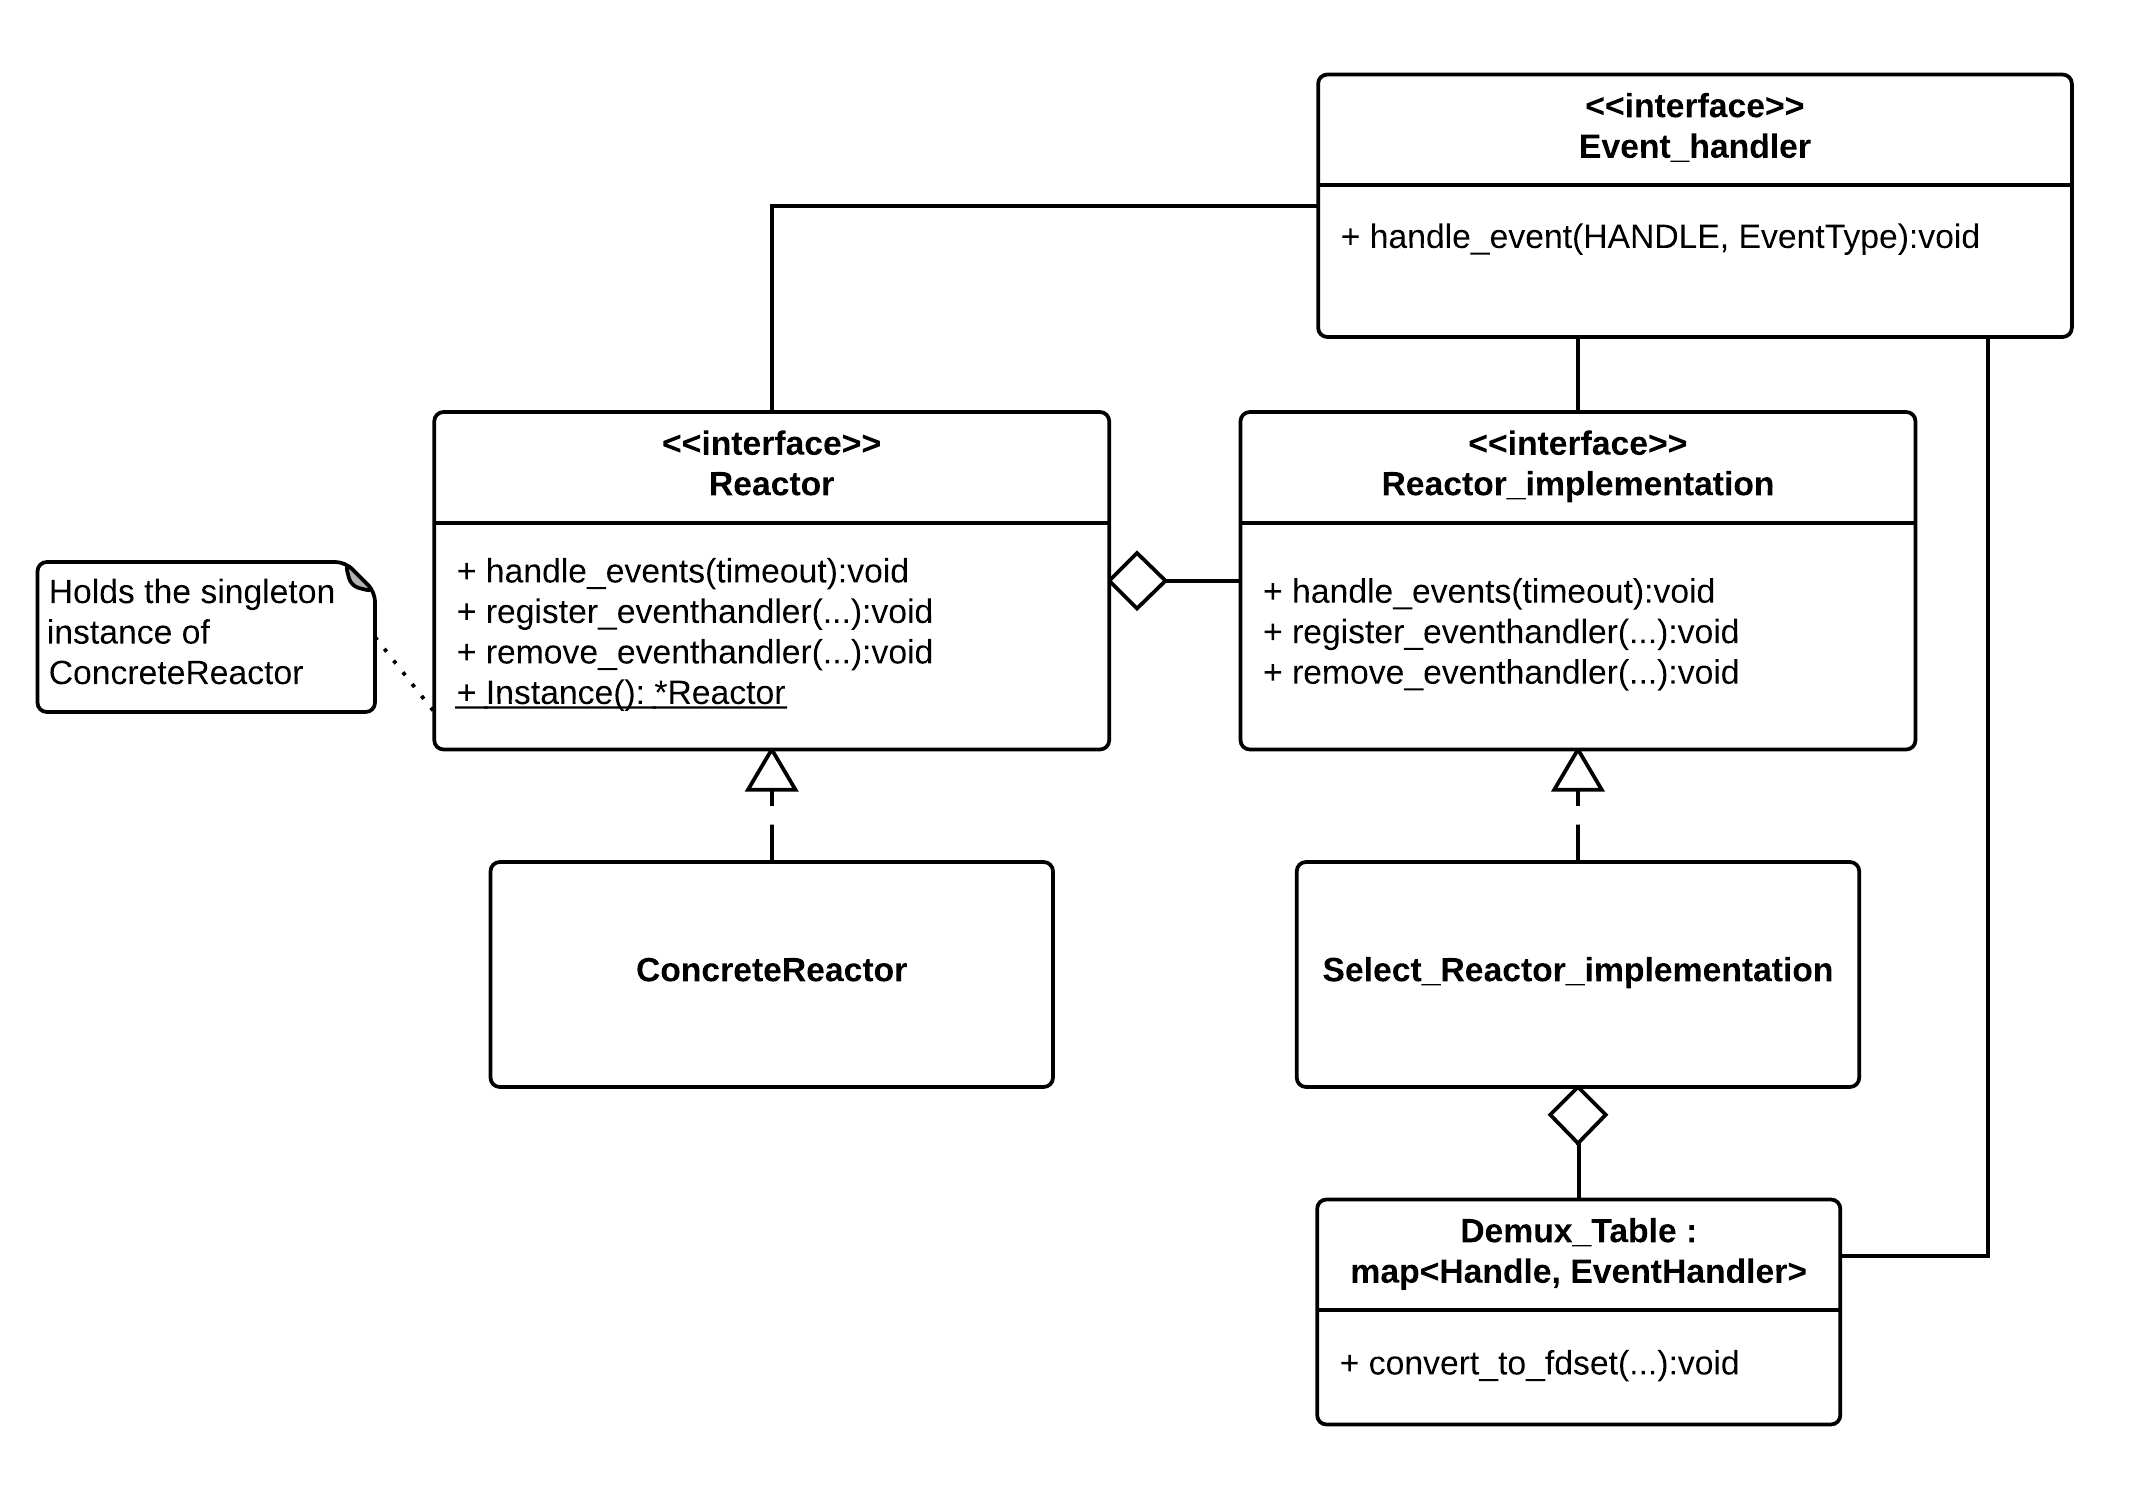 <<interface>>
Event_handler
+ handle_event(HANDLE, EventType):void
<<interface>>
Reactor
+ handle_events(timeout):void
+ register_eventhandler(...):void
+ remove_eventhandler(...):void
+ Instance(): *Reactor
<<interface>>
Reactor_implementation
+ handle_events(timeout):void
+ register_eventhandler(...):void
+ remove_eventhandler(...):void
Holds the singleton
instance of
ConcreteReactor
ConcreteReactor
Select_Reactor_implementation
Demux_Table :
map<Handle, EventHandler>
+ convert_to_fdset(...):void